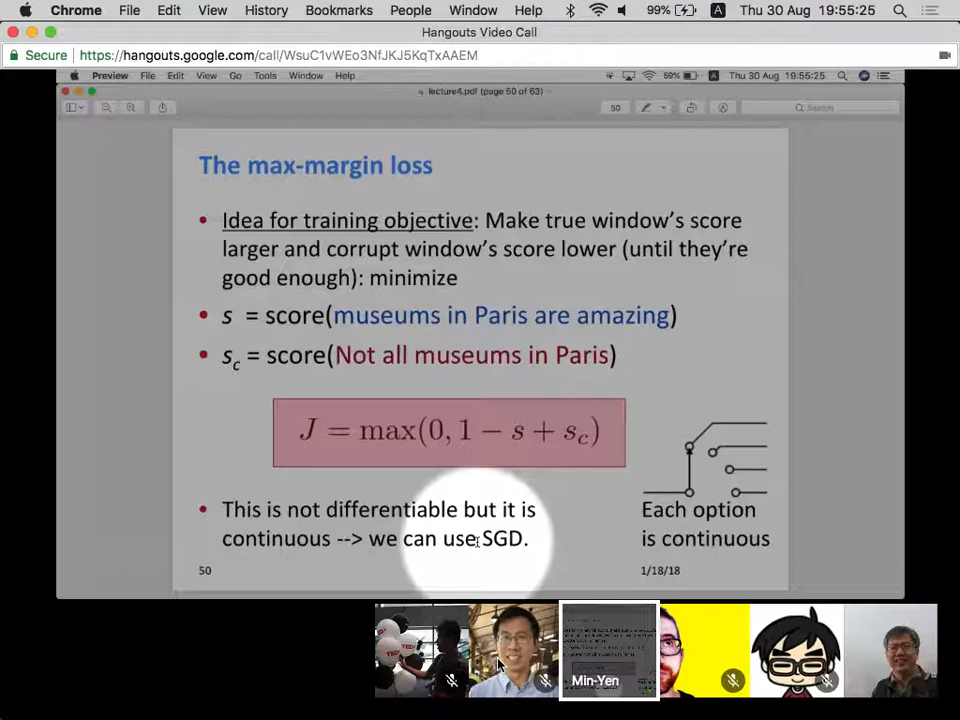 Chrome File Edit View History Bookmarks People Window Help 99% A Thu 30 Aug 19:55:25
Hangouts Video Call
Secure https://hangouts.google.com/call/WsuC1vWEo3NfJKJ5KqTxAAEM
Preview File Edit View Go Tools Window Help 59% A Thu 30 Aug 19:55:25
lecture4.pdf (page 50 of 63)
50 Search
The max-margin loss
• Idea for training objective: Make true window's score
larger and corrupt window's score lower (until they're
good enough): minimize
• s = score(museums in Paris are amazing)
• sc = score(Not all museums in Paris)
J = max(0, 1 − s + sc)
• This is not differentiable but it is
continuous --> we can use SGD.
Each option
is continuous
50
1/18/18
TED
Min-Yen